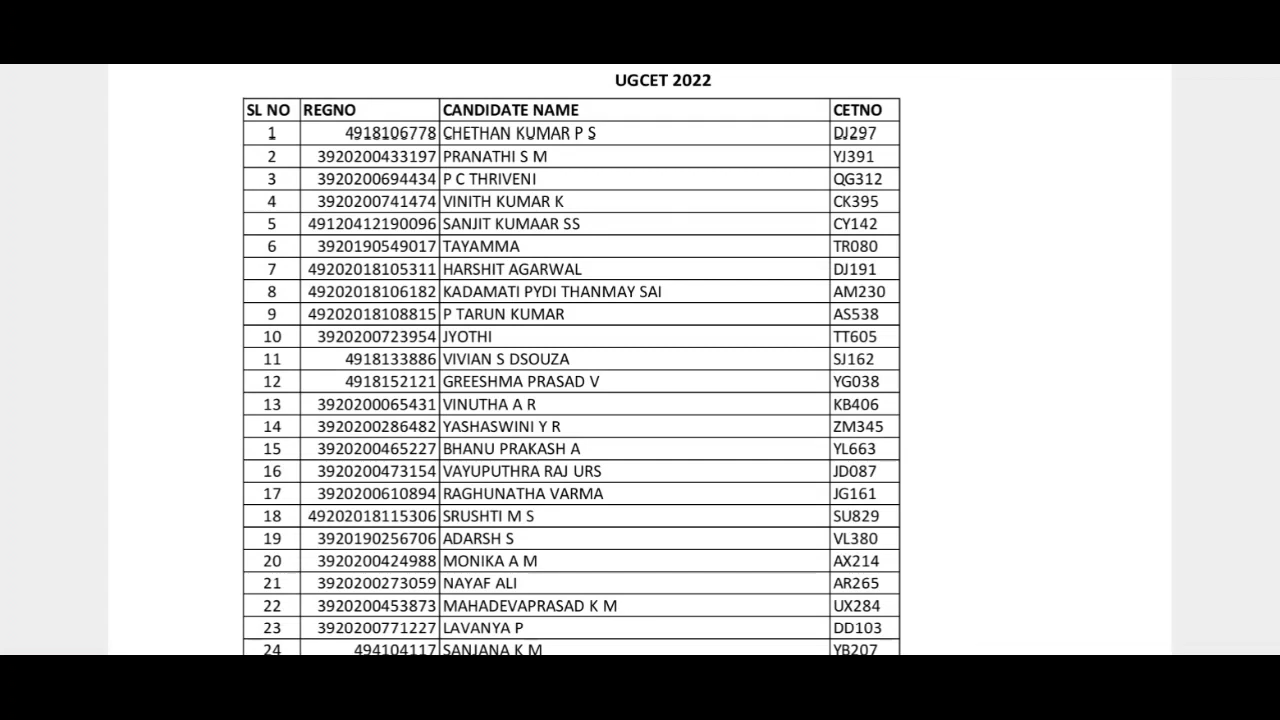 UGCET 2022
SL NO REGNO CANDIDATE NAME CETNO
1 4918106778 CHETHAN KUMAR P S DJ297
2 3920200433197 PRANATHI S M YJ391
3 3920200694434 P C THRIVENI QG312
4 3920200741474 VINITH KUMAR K CK395
5 49120412190096 SANJIT KUMAAR SS CY142
6 3920190549017 TAYAMMA TR080
7 49202018105311 HARSHIT AGARWAL DJ191
8 49202018106182 KADAMATI PYDI THANMAY SAI AM230
9 49202018108815 P TARUN KUMAR AS538
10 3920200723954 JYOTHI TT605
11 4918133886 VIVIAN S DSOUZA SJ162
12 4918152121 GREESHMA PRASAD V YG038
13 3920200065431 VINUTHA A R KB406
14 3920200286482 YASHASWINI Y R ZM345
15 3920200465227 BHANU PRAKASH A YL663
16 3920200473154 VAYUPUTHRA RAJ URS JD087
17 3920200610894 RAGHUNATHA VARMA JG161
18 49202018115306 SRUSHTI M S SU829
19 3920190256706 ADARSH S VL380
20 3920200424988 MONIKA A M AX214
21 3920200273059 NAYAF ALI AR265
22 3920200453873 MAHADEVAPRASAD K M UX284
23 3920200771227 LAVANYA P DD103
24 494104117 SANJANA K M YB207